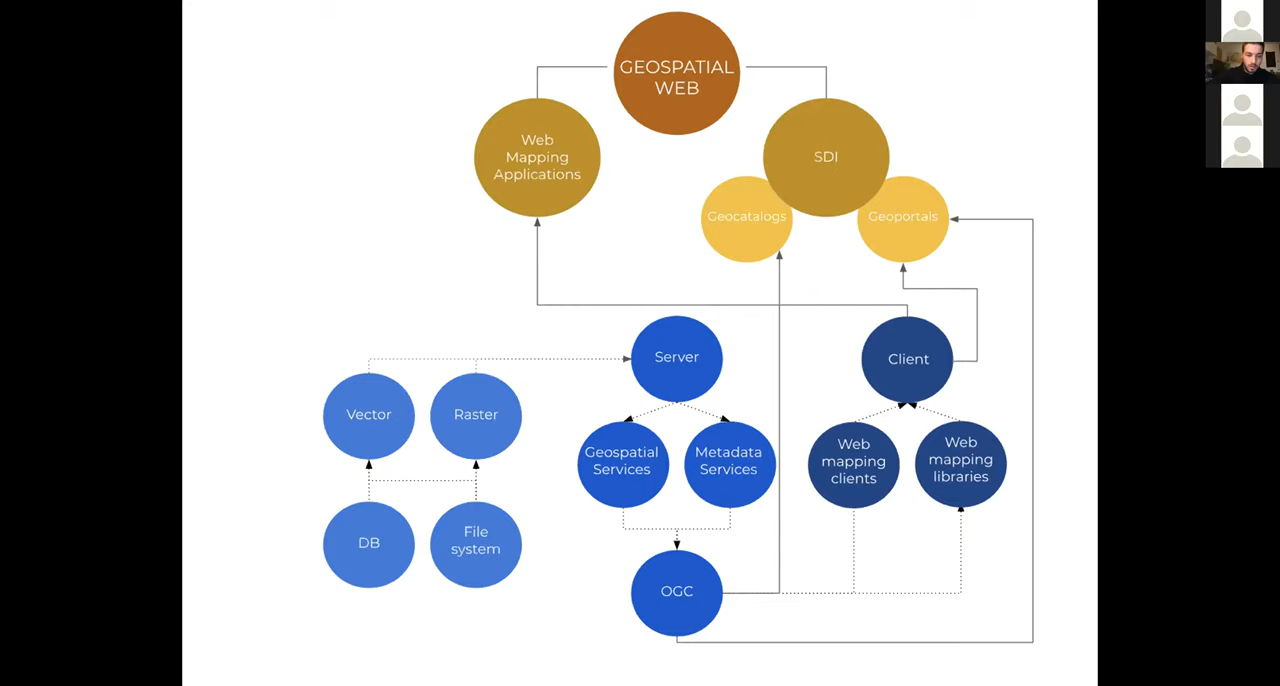 GEOSPATIAL
WEB
Web
Mapping
Applications
SDI
Geocatalogs
Geoportals
Server
Client
Vector
Raster
Geospatial
Services
Metadata
Services
Web
mapping
clients
Web
mapping
libraries
DB
File
system
OGC